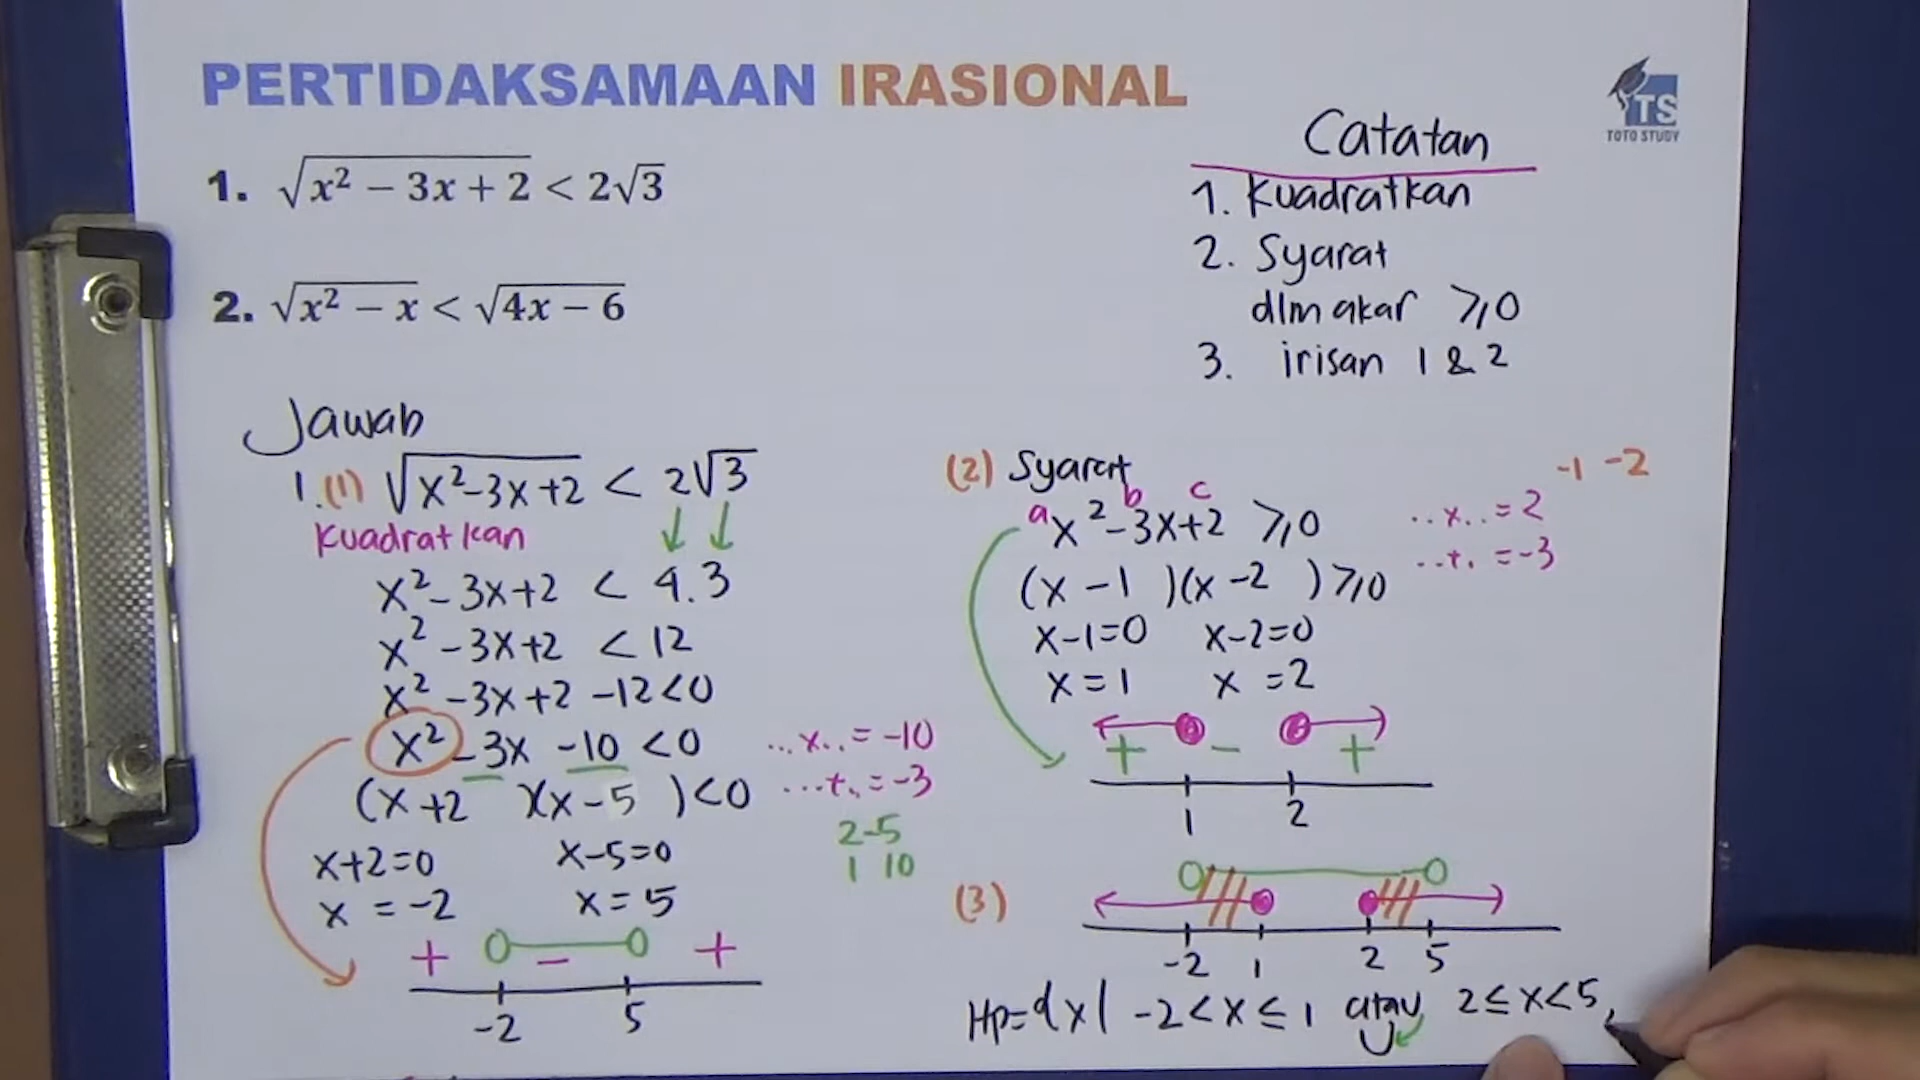 PERTIDAKSAMAAN IRASIONAL
TS
TOTO STUDY
1. √(x² − 3x + 2) < 2√3
2. √(x² − x) < √(4x − 6)
Catatan
1. Kuadratkan
2. Syarat
dlm akar ≥0
3. irisan 1 & 2
Jawab
1. (1) √(x²-3x+2) < 2√3
Kuadratkan
x²-3x+2 < 4.3
x²-3x+2 < 12
x²-3x+2-12<0
x²-3x-10<0
...x..=-10
(x+2)(x-5)<0
...+.=-3
2-5
1 10
x+2=0 x-5=0
x=-2 x=5
+ - +
-2 5
(2) Syarat
-1 -2
a b c
x²-3x+2 ≥0
..x..=2
..+.=-3
(x-1)(x-2)≥0
x-1=0 x-2=0
x=1 x=2
+ - +
1 2
(3)
-2 1 2 5
Hp={x| -2<x≤1 atau 2≤x<5,
U